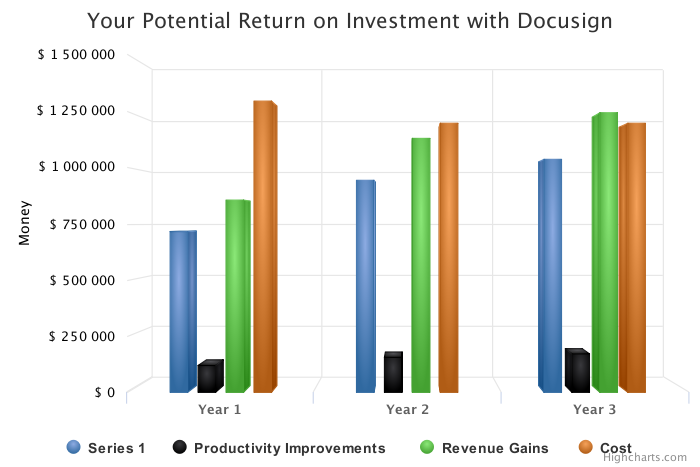 Your Potential Return on Investment with Docusign
$ 1 500 000
$ 1 250 000
$ 1 000 000
$ 750 000
$ 500 000
$ 250 000
$ 0
Money
Year 1
Year 2
Year 3
Series 1
Productivity Improvements
Revenue Gains
Cost
Highcharts.com